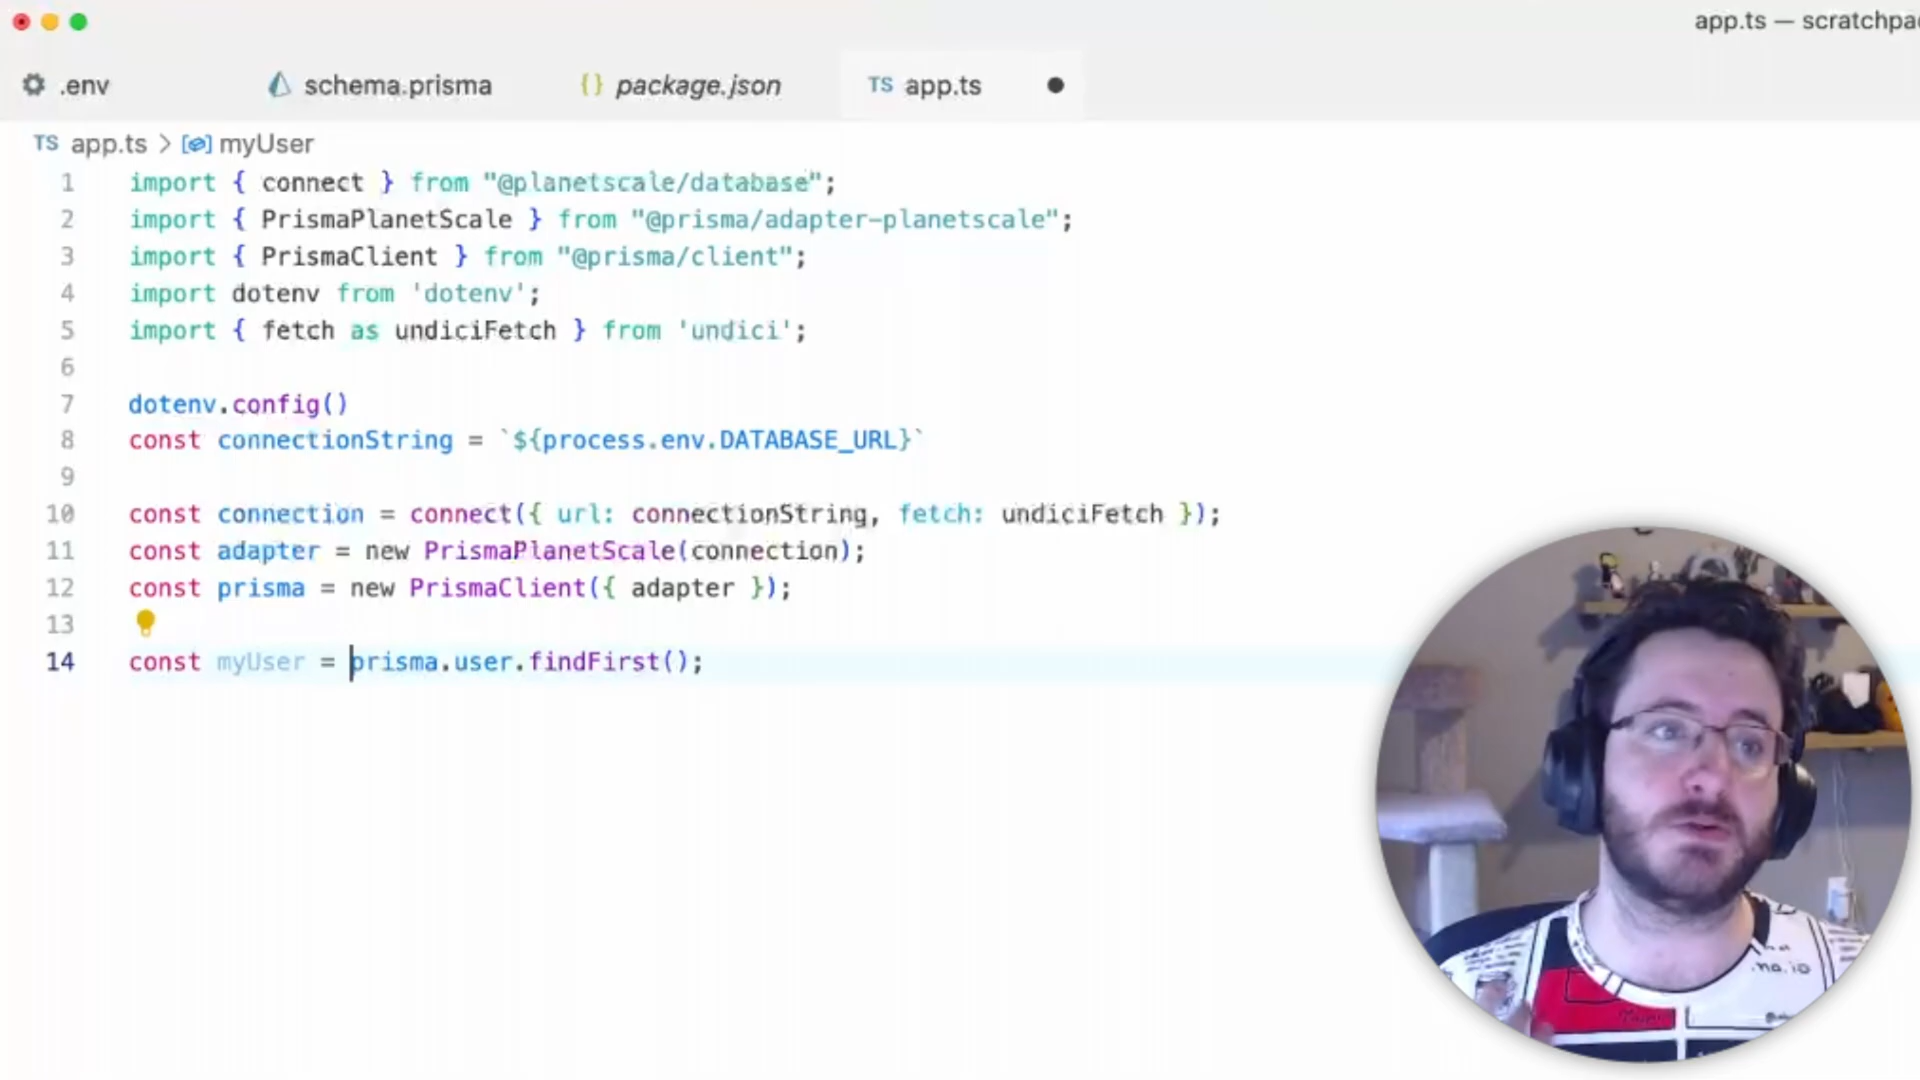 app.ts — scratchpa
.env
schema.prisma
{} package.json
TS app.ts
TS app.ts > myUser
1 import { connect } from "@planetscale/database";
2 import { PrismaPlanetScale } from "@prisma/adapter-planetscale";
3 import { PrismaClient } from "@prisma/client";
4 import dotenv from 'dotenv';
5 import { fetch as undiciFetch } from 'undici';
6
7 dotenv.config()
8 const connectionString = `${process.env.DATABASE_URL}`
9
10 const connection = connect({ url: connectionString, fetch: undiciFetch });
11 const adapter = new PrismaPlanetScale(connection);
12 const prisma = new PrismaClient({ adapter });
13
14 const myUser = prisma.user.findFirst();
.na.io